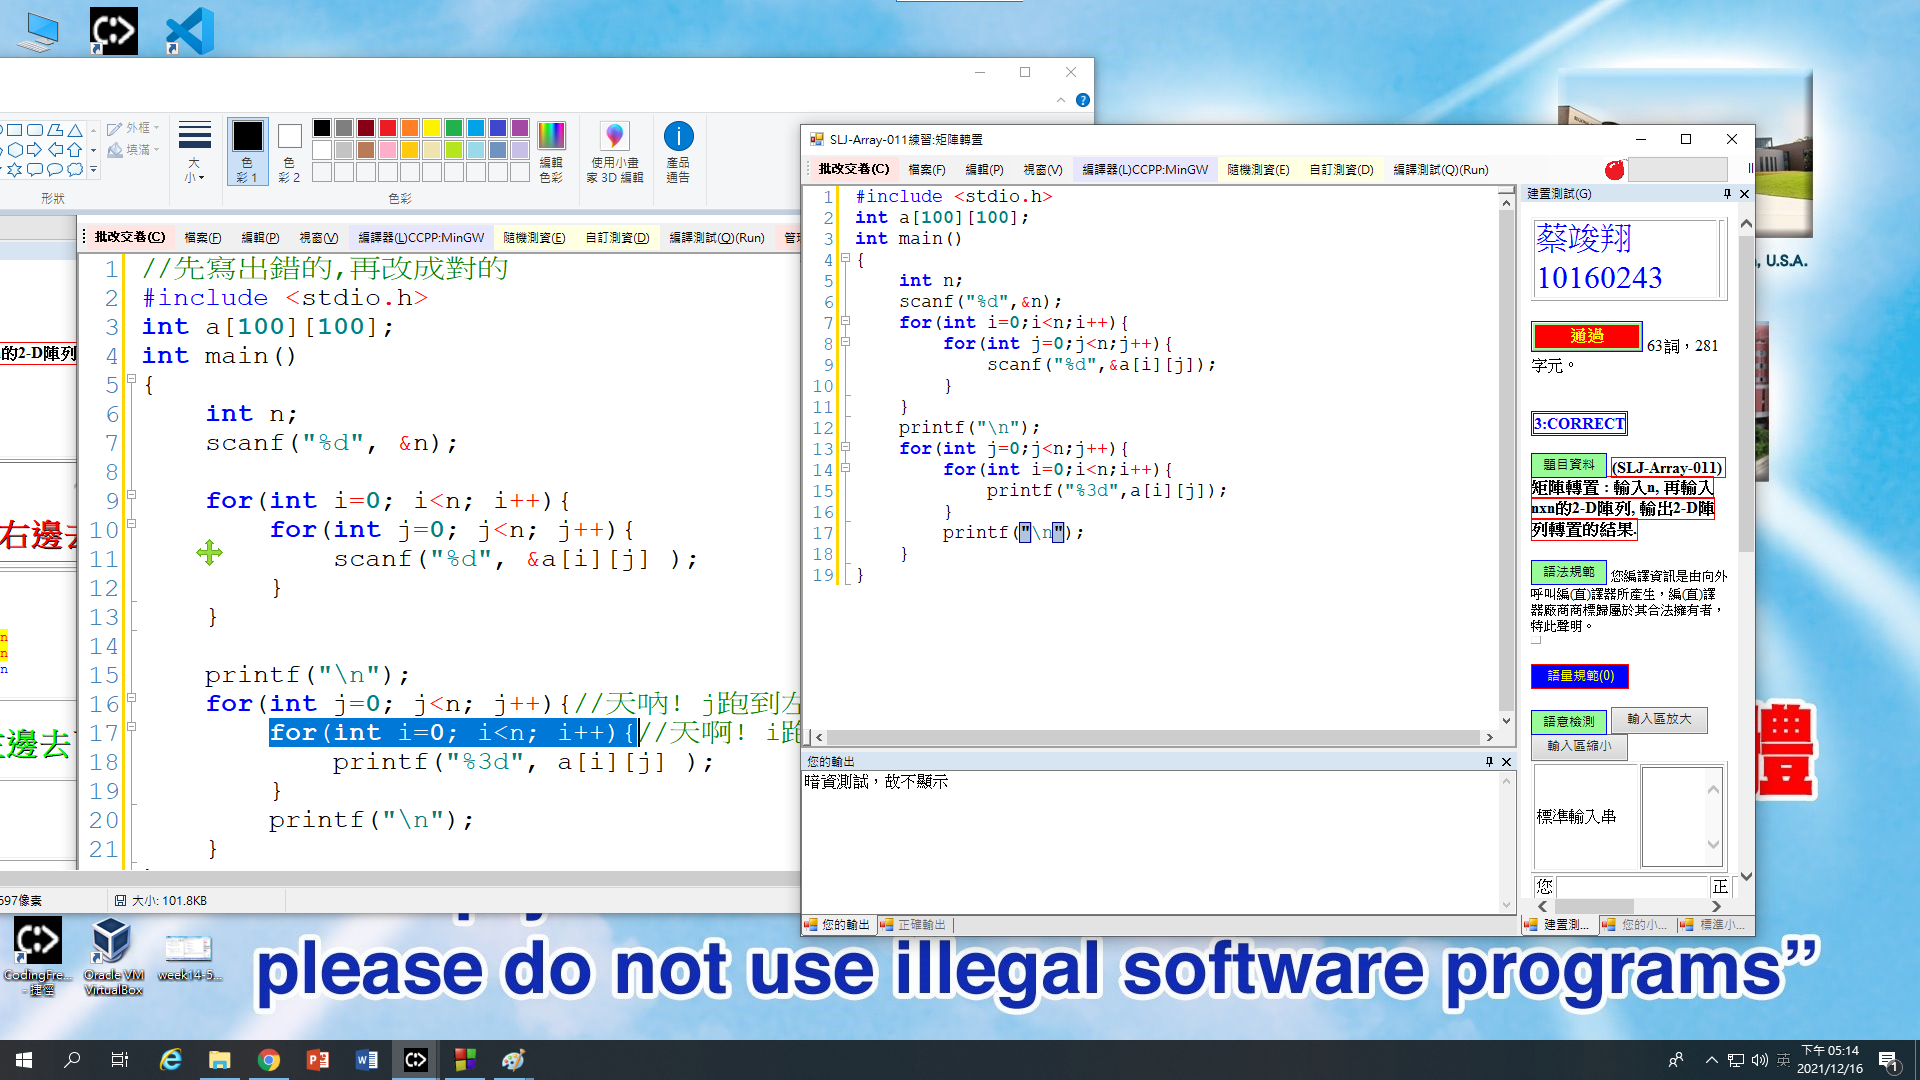 外框
填滿
形狀
大
小
色
彩 1
色
彩 2
編輯
色彩
色彩
使用小畫
家 3D 編輯
產品
通告
批改交卷(C) 檔案(F) 編輯(P) 視窗(V) 編譯器(L)CCPP:MinGW 隨機測資(E) 自訂測資(D) 編譯測試(Q)(Run)
的2-D陣列
右邊去
n
n
n
1 //先寫出錯的,再改成對的
2 #include <stdio.h>
3 int a[100][100];
4 int main()
5 {
6 int n;
7 scanf("%d", &n);
8
9 for(int i=0; i<n; i++){
10 for(int j=0; j<n; j++){
11 scanf("%d", &a[i][j] );
12 }
13 }
14
15 printf("\n");
16 for(int j=0; j<n; j++){//天吶! j跑到左
17 for(int i=0; i<n; i++){//天啊! i跑
18 printf("%3d", a[i][j] );
19 }
20 printf("\n");
21 }
597像素
大小: 101.8KB
SLJ-Array-011練習:矩陣轉置
批改交卷(C) 檔案(F) 編輯(P) 視窗(V) 編譯器(L)CCPP:MinGW 隨機測資(E) 自訂測資(D) 編譯測試(Q)(Run)
1 #include <stdio.h>
2 int a[100][100];
3 int main()
4 {
5 int n;
6 scanf("%d",&n);
7 for(int i=0;i<n;i++){
8 for(int j=0;j<n;j++){
9 scanf("%d",&a[i][j]);
10 }
11 }
12 printf("\n");
13 for(int j=0;j<n;j++){
14 for(int i=0;i<n;i++){
15 printf("%3d",a[i][j]);
16 }
17 printf("\n");
18 }
19 }
您的輸出
暗資測試，故不顯示
您的輸出 正確輸出
建置測試(G)
蔡竣翔
10160243
通過 63詞，281
字元。
3:CORRECT
題目資料 (SLJ-Array-011)
矩陣轉置 : 輸入n, 再輸入
nxn的2-D陣列, 輸出2-D陣
列轉置的結果.
語法規範 您編譯資訊是由向外
呼叫編(直)譯器所產生，編(直)譯
器廠商商標歸屬於其合法擁有者，
特此聲明。
語量規範(0)
語意檢測 輸入區放大
輸入區縮小
標準輸入串
您 正
建置測... 您的小... 標準小...
, U.S.A.
體
please do not use illegal software programs”
CodingFre...
- 捷徑
Oracle VM
VirtualBox
week14-5...
英
下午 05:14
2021/12/16
1